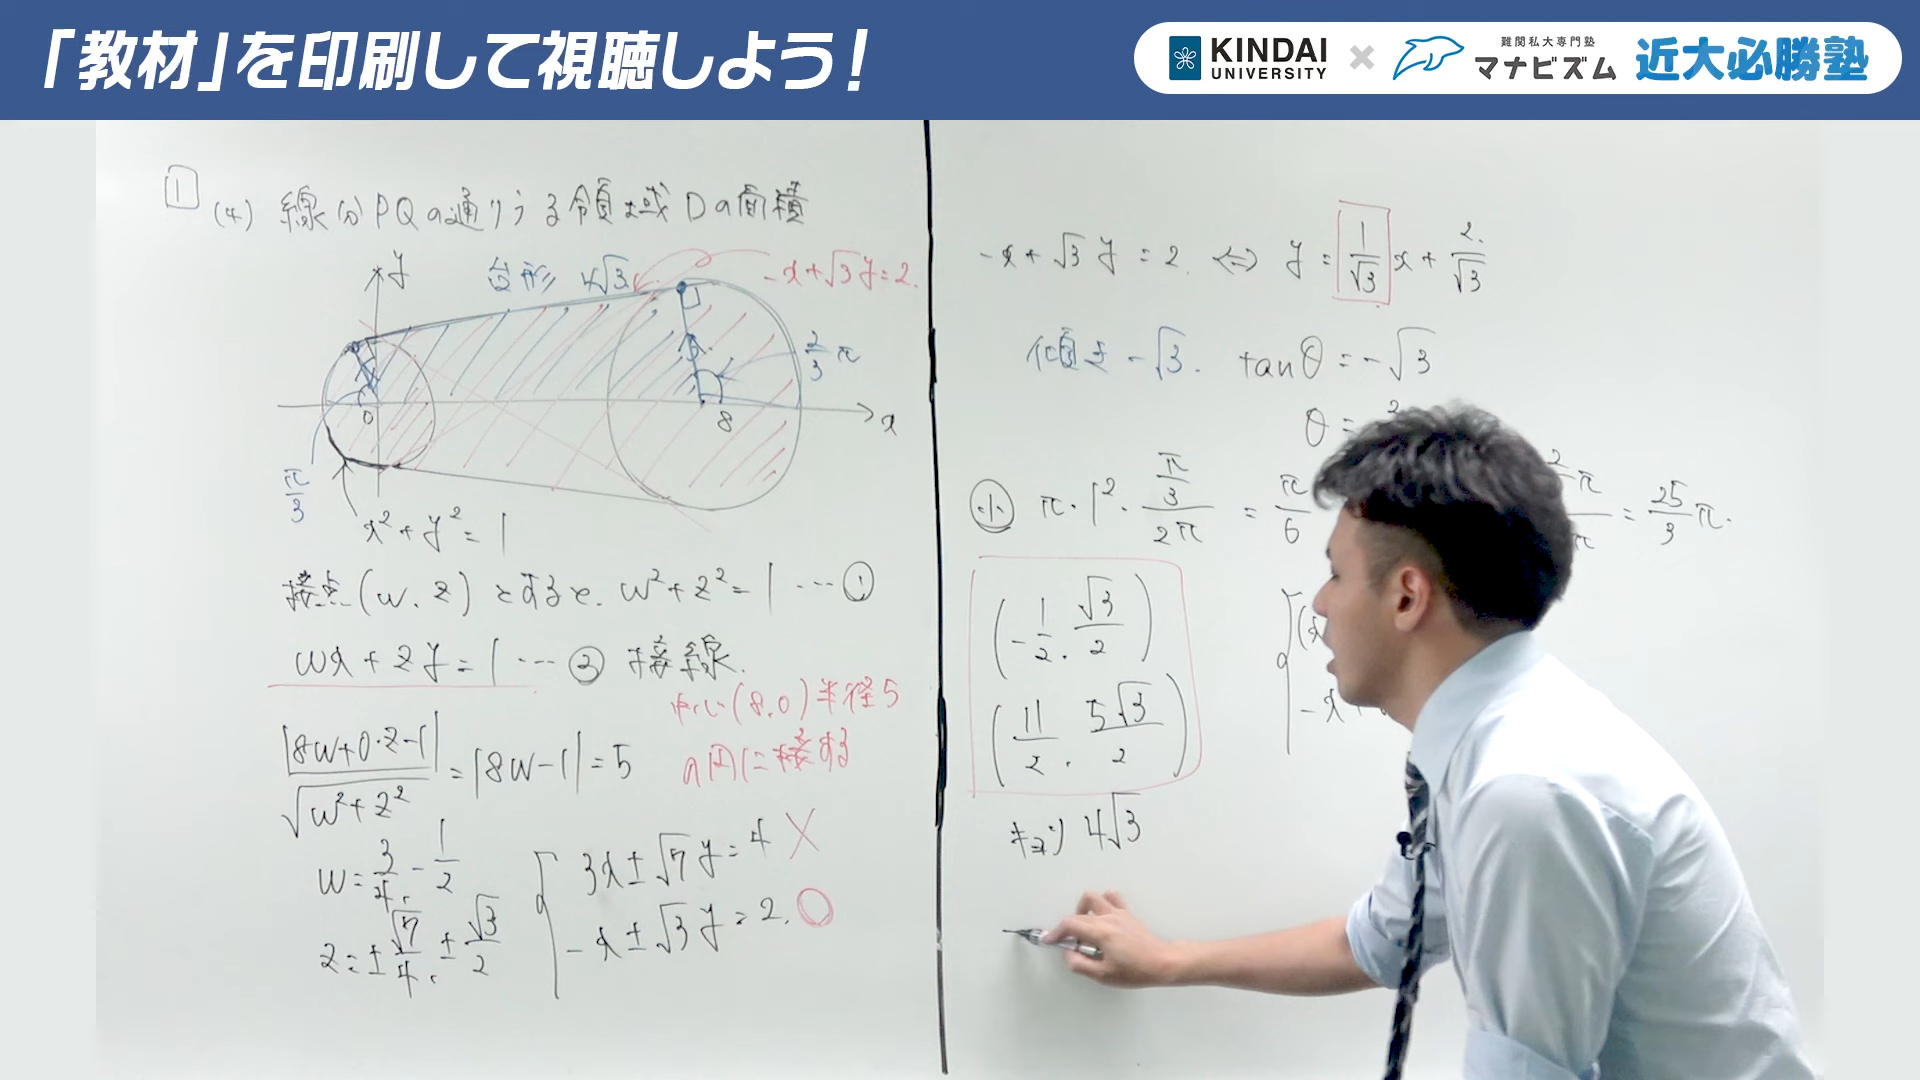 「教材」を印刷して視聴しよう!
KINDAI UNIVERSITY × 難関私大専門塾 マナビズム 近大必勝塾
1 (4) 線分PQの通りうる領域Dの面積
y
台形 4√3
-x+√3y=2.
2/3 π
0
8
x
π/3
x²+y²=1
接点(w.z)とすると. w²+z²=1 … ①
wx+zy=1 … ② 接線.
中心(8.0)半径5
の円に接する
|8w+0·z-1|/√w²+z² = |8w-1| = 5
w=3/4, -1/2
z=±√7/4, ±√3/2
3x±√7y=4 ×
-x±√3y=2. ○
-x+√3y=2. ⇔ y=1/√3 x+2/√3
傾き -√3. tanθ=-√3
θ=
小 π·1²·π/3/2π = π/6
= 25/3 π.
(-1/2. √3/2)
(11/2. 5√3/2)
キョリ 4√3